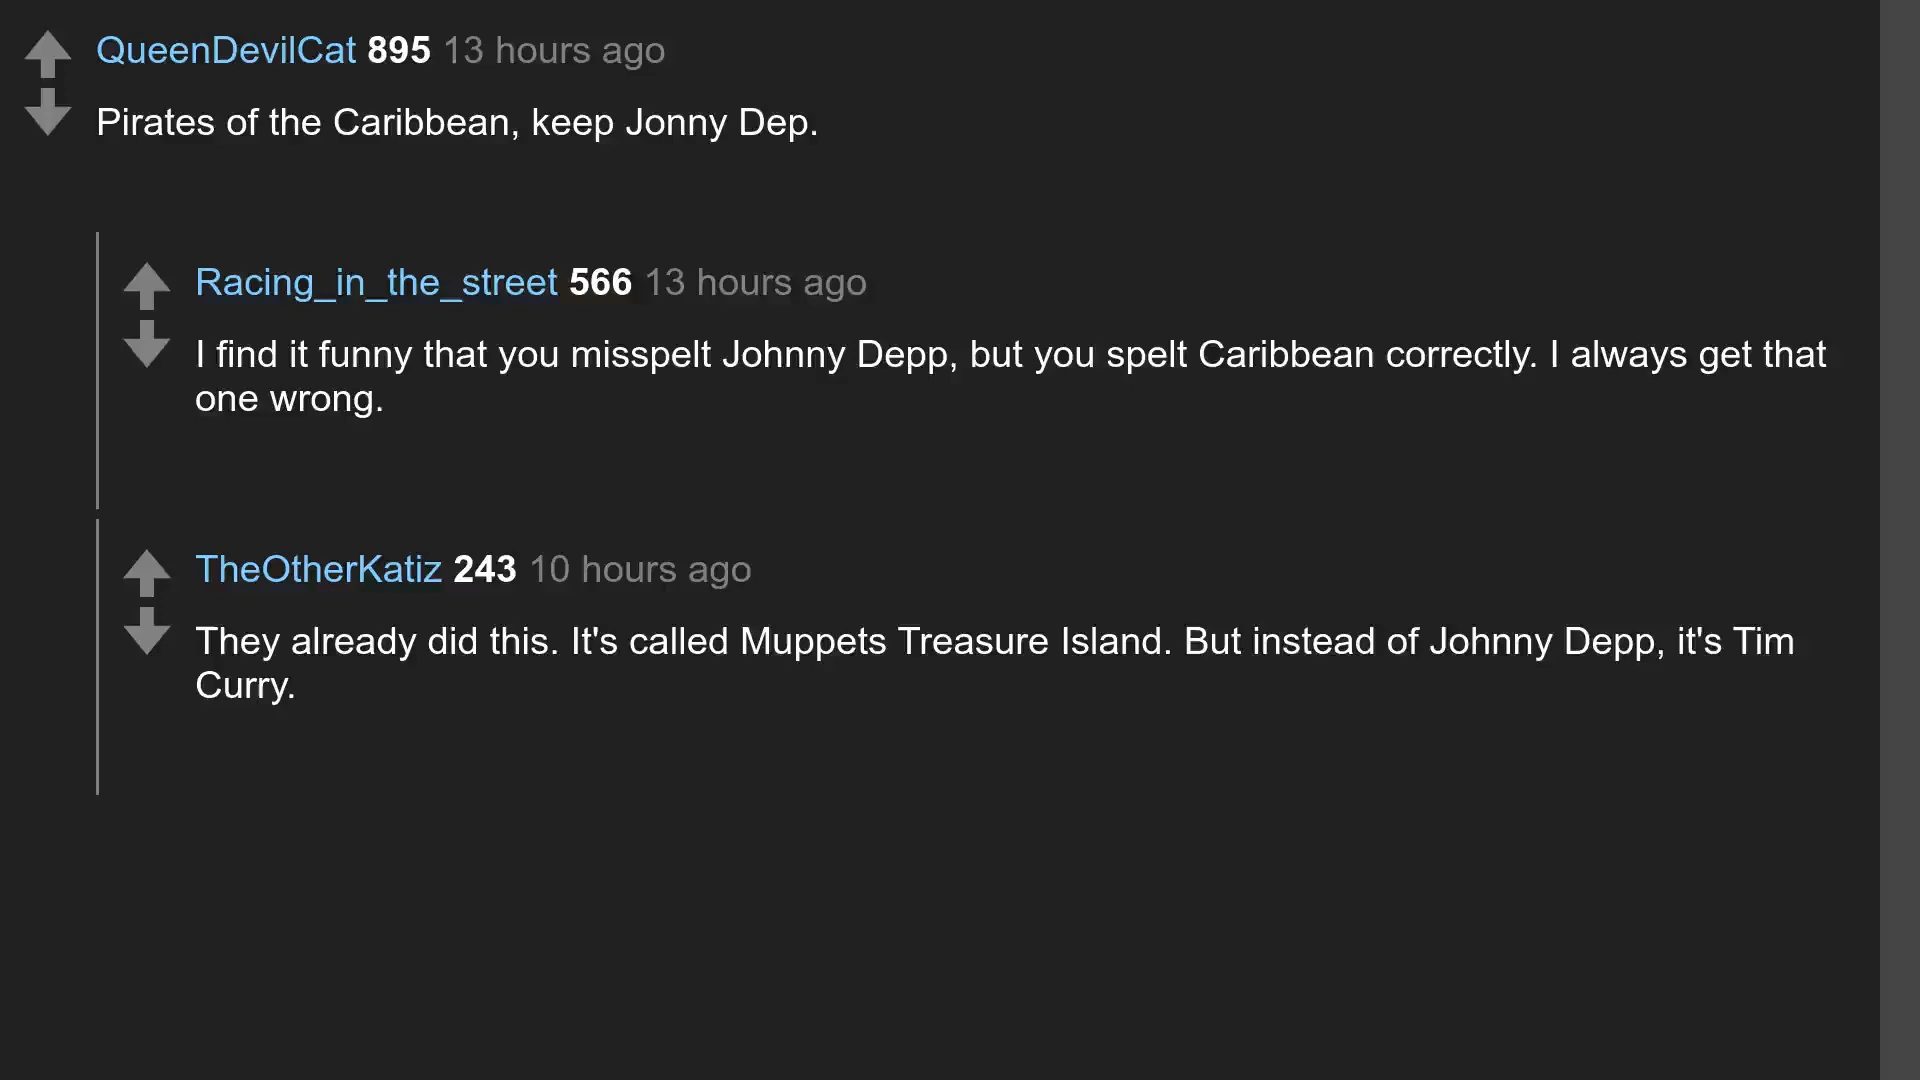 QueenDevilCat 895 13 hours ago
Pirates of the Caribbean, keep Jonny Dep.
Racing_in_the_street 566 13 hours ago
I find it funny that you misspelt Johnny Depp, but you spelt Caribbean correctly. I always get that
one wrong.
TheOtherKatiz 243 10 hours ago
They already did this. It's called Muppets Treasure Island. But instead of Johnny Depp, it's Tim
Curry.